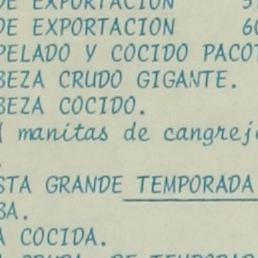 DE EXPORTACION
DE EXPORTACION
PELADO Y COCIDO PACOT
BEZA CRUDO GIGANTE.
BEZA COCIDO.
manitas de cangrej
STA GRANDE TEMPORADA
BA.
A COCIDA.